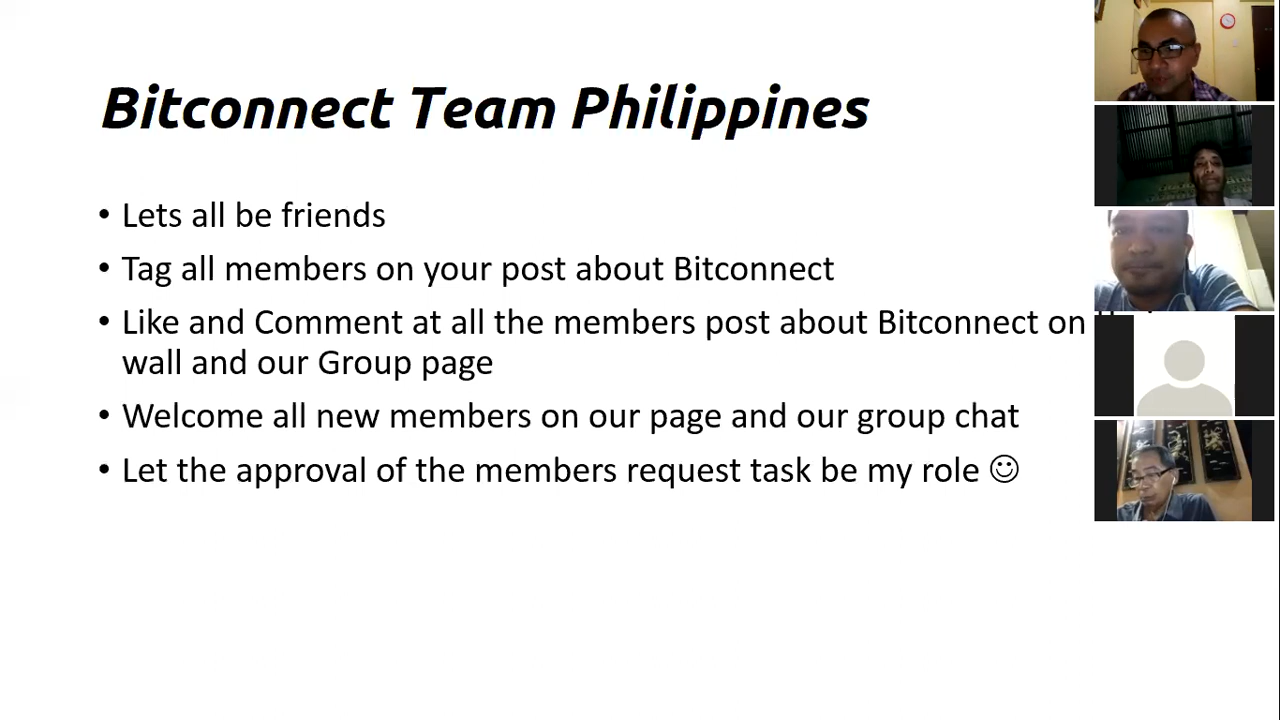 Bitconnect Team Philippines
• Lets all be friends
• Tag all members on your post about Bitconnect
• Like and Comment at all the members post about Bitconnect on
wall and our Group page
• Welcome all new members on our page and our group chat
• Let the approval of the members request task be my role ☺